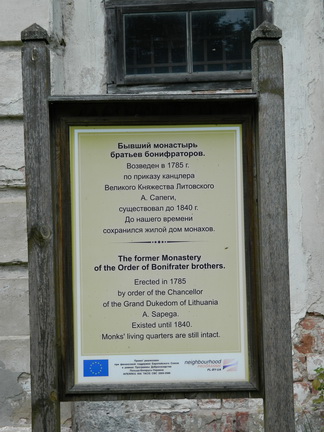 Бывший монастырь
братьев бонифраторов.
Возведен в 1785 г.
по приказу канцлера
Великого Княжества Литовского
А. Сапеги,
существовал до 1840 г.
До нашего времени
сохранился жилой дом монахов.
The former Monastery
of the Order of Bonifrater brothers.
Erected in 1785
by order of the Chancellor
of the Grand Dukedom of Lithuania
A. Sapega.
Existed until 1840.
Monks' living quarters are still intact.
neighbourhood